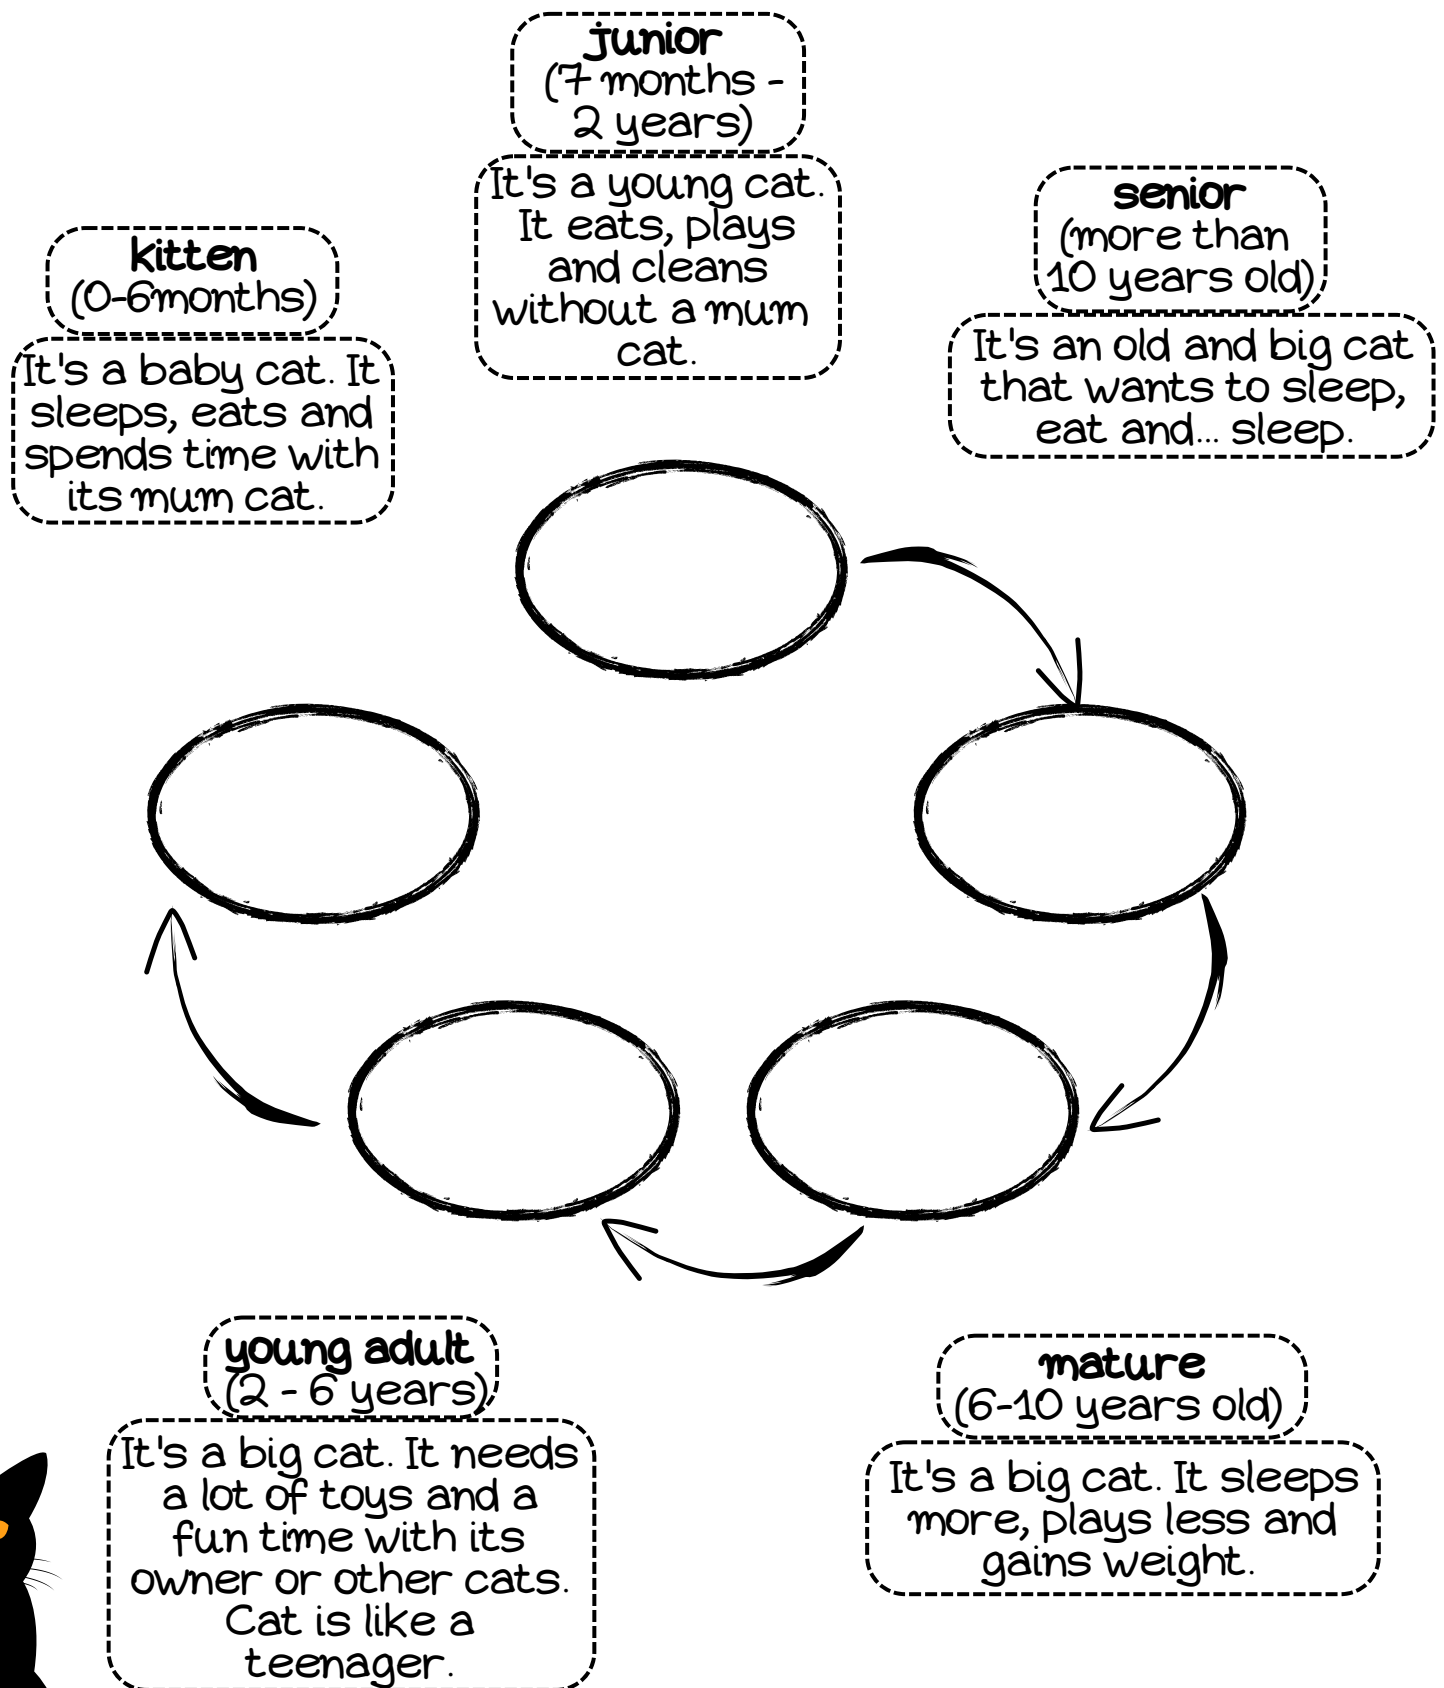 junior
(7 months -
2 years)
It's a young cat.
It eats, plays
and cleans
without a mum
cat.
senior
(more than
10 years old)
It's an old and big cat
that wants to sleep,
eat and... sleep.
kitten
(0-6months)
It's a baby cat. It
sleeps, eats and
spends time with
its mum cat.
young adult
(2 - 6 years)
It's a big cat. It needs
a lot of toys and a
fun time with its
owner or other cats.
Cat is like a
teenager.
mature
(6-10 years old)
It's a big cat. It sleeps
more, plays less and
gains weight.